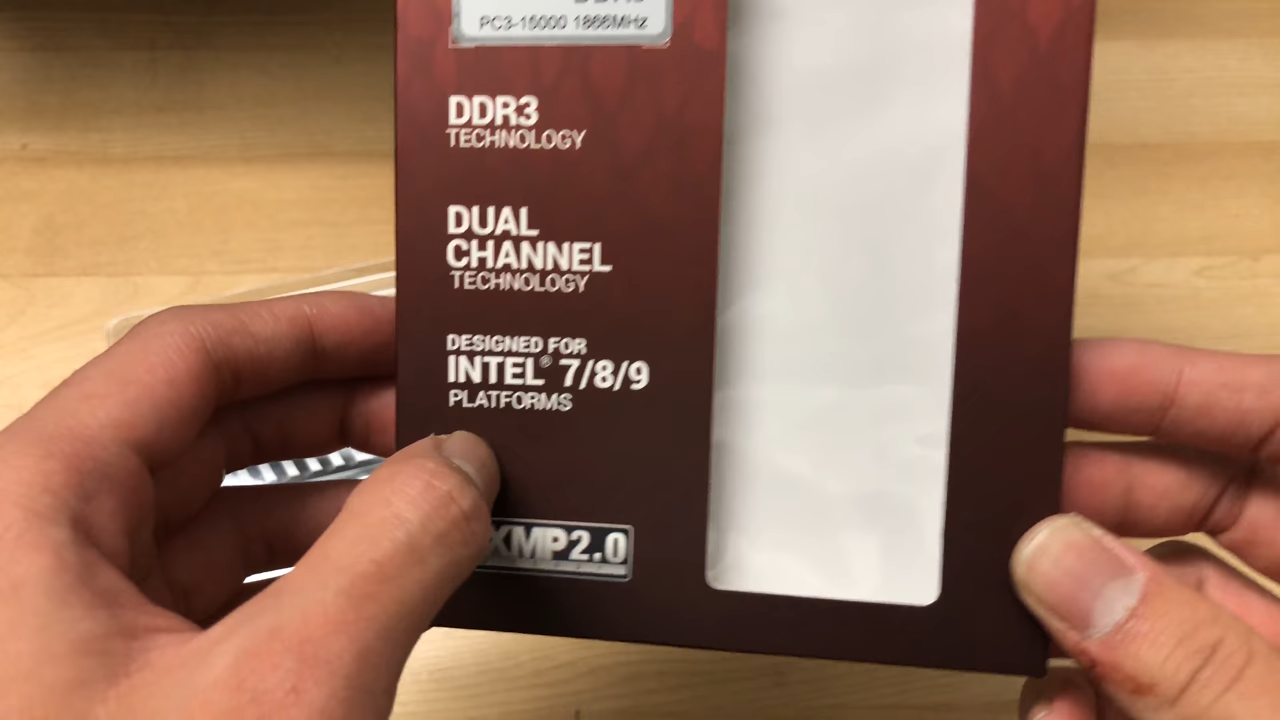 PC3-15000 1866MHz
DDR3
TECHNOLOGY
DUAL
CHANNEL
TECHNOLOGY
DESIGNED FOR
INTEL® 7/8/9
PLATFORMS
XMP2.0